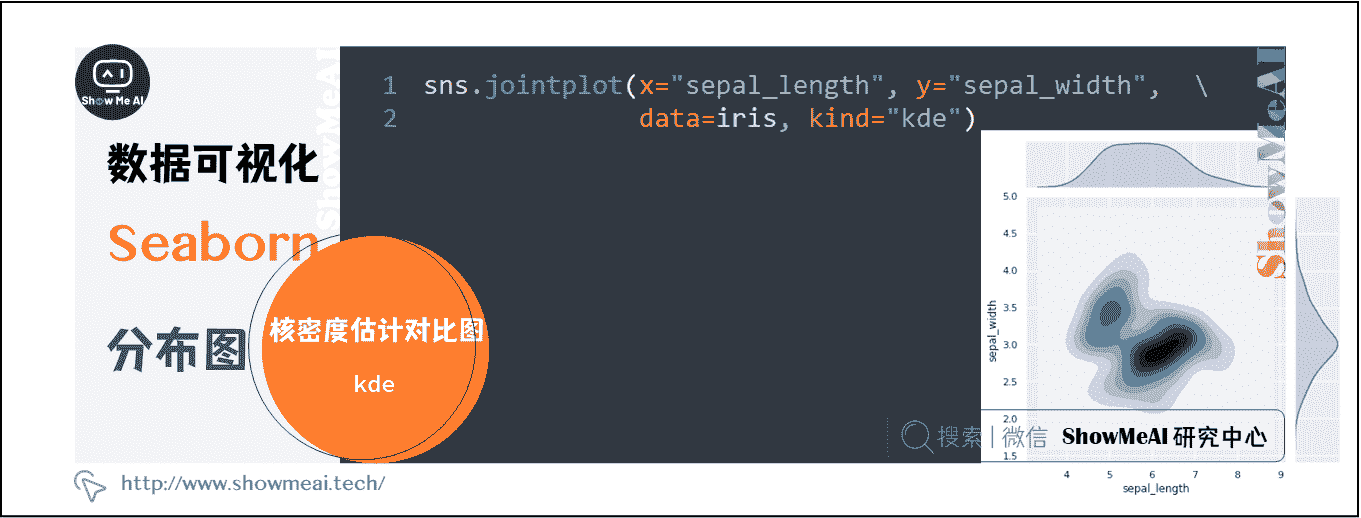 AI
Show Me AI
数据可视化
Seaborn
分布图
核密度估计对比图
kde
ShowMeAI
1 sns.jointplot(x="sepal_length", y="sepal_width", \
2 data=iris, kind="kde")
ShowMeAI
5.0
4.5
4.0
3.5
3.0
2.5
2.0
1.5
sepal_width
4 5 6 7 8 9
sepal_length
搜索 | 微信 ShowMeAI 研究中心
http://www.showmeai.tech/